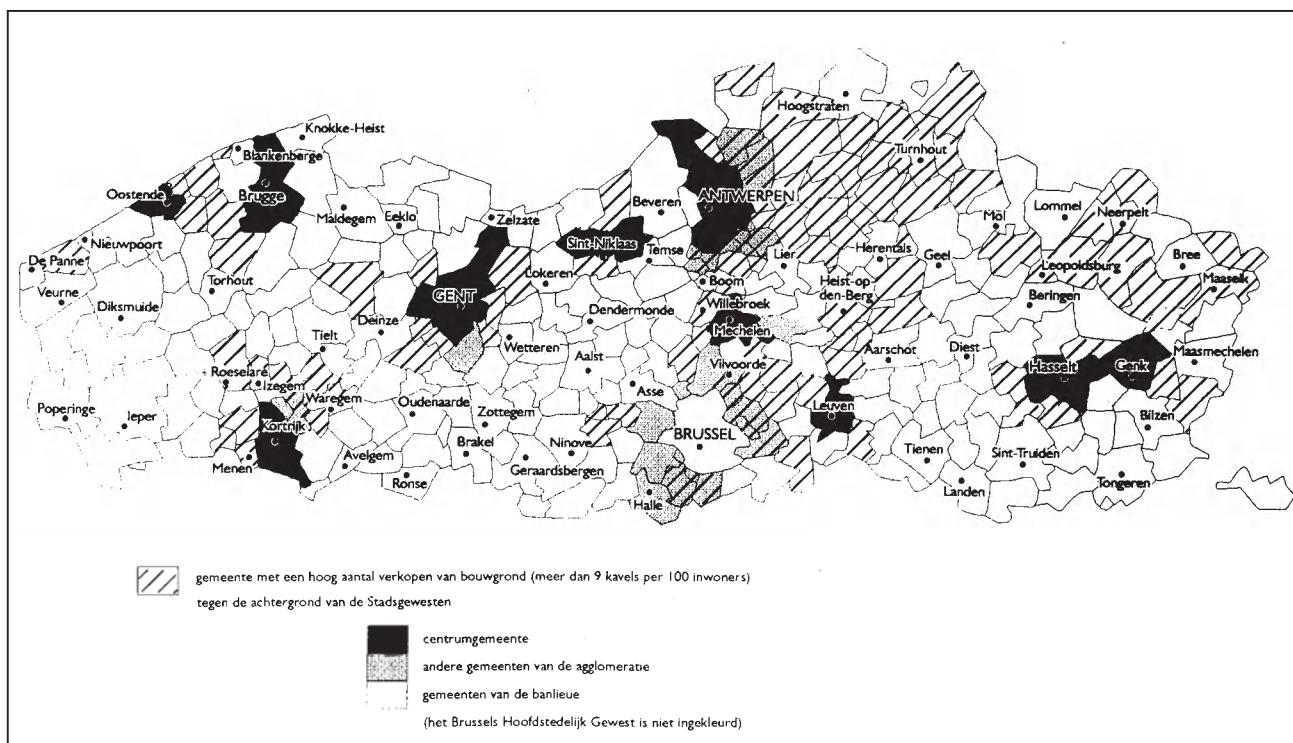 Hoogstraten
Knokke-Heist
Blankenberge
Turnhout
Oostende
Brugge
ANTWERPEN
Beveren
Lommel
Neerpelt
Maldegem
Eeklo
Zelzate
Mol
Nieuwpoort
Sint-Niklaas
Temse
Lier
Herentals
Geel
Bree
De Panne
Torhout
Lokeren
Boom
Heist-op
den-Berg
Leopoldsburg
Maaseik
Veurne
Diksmuide
GENT
Dendermonde
Willebroek
Beringen
Deinze
Mechelen
Tielt
Wetteren
Aalst
Vilvoorde
Aarschot
Diest
Hasselt
Genk
Maasmechelen
Roeselare
Izegem
Waregem
Asse
Leuven
Poperinge
Ieper
Kortrijk
Oudenaarde
Zottegem
BRUSSEL
Bilzen
Menen
Avelgem
Brakel
Ninove
Geraardsbergen
Tienen
Sint-Truiden
Ronse
Halle
Landen
Tongeren
gemeente met een hoog aantal verkopen van bouwgrond (meer dan 9 kavels per 100 inwoners)
tegen de achtergrond van de Stadsgewesten
centrumgemeente
andere gemeenten van de agglomeratie
gemeenten van de banlieue
(het Brussels Hoofdstedelijk Gewest is niet ingekleurd)